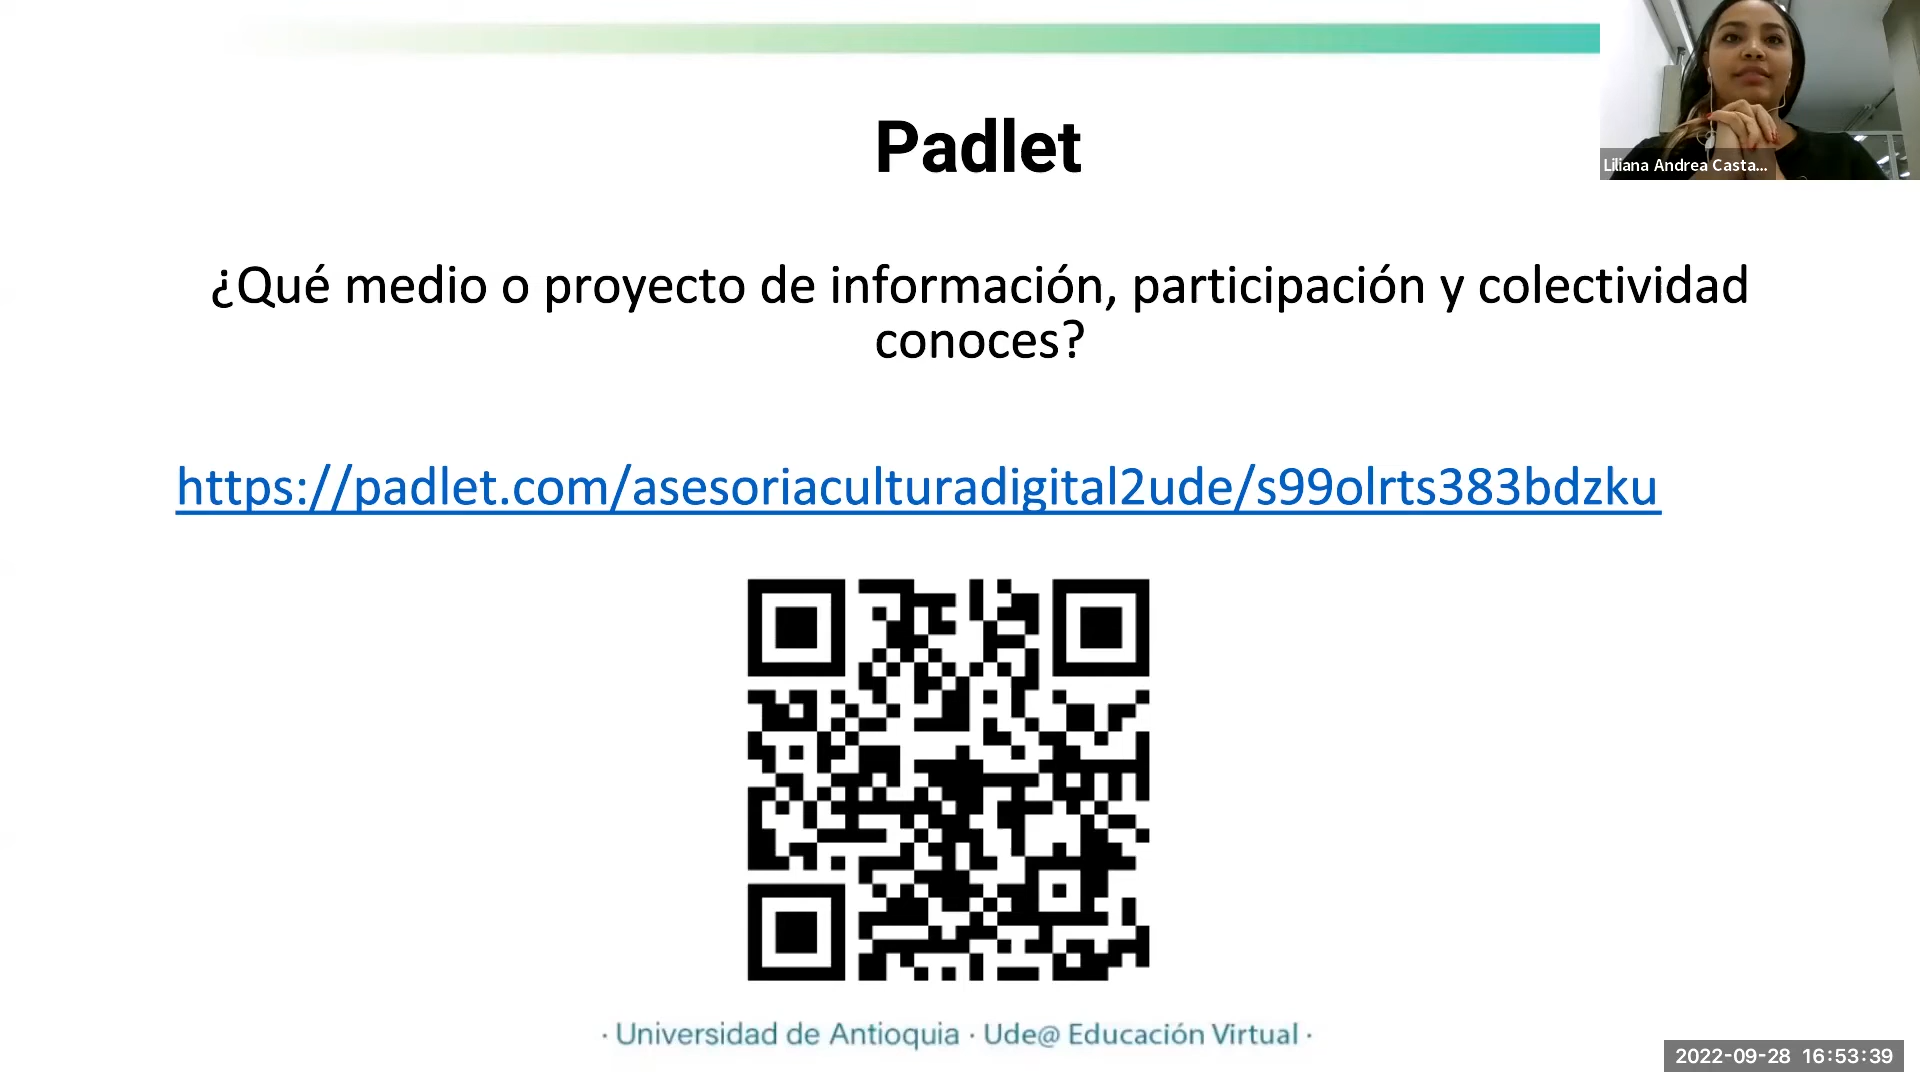 Padlet
Liliana Andrea Casta...
¿Qué medio o proyecto de información, participación y colectividad
conoces?
https://padlet.com/asesoriaculturadigital2ude/s99olrts383bdzku
· Universidad de Antioquia · Ude@ Educación Virtual ·
2022-09-28 16:53:39